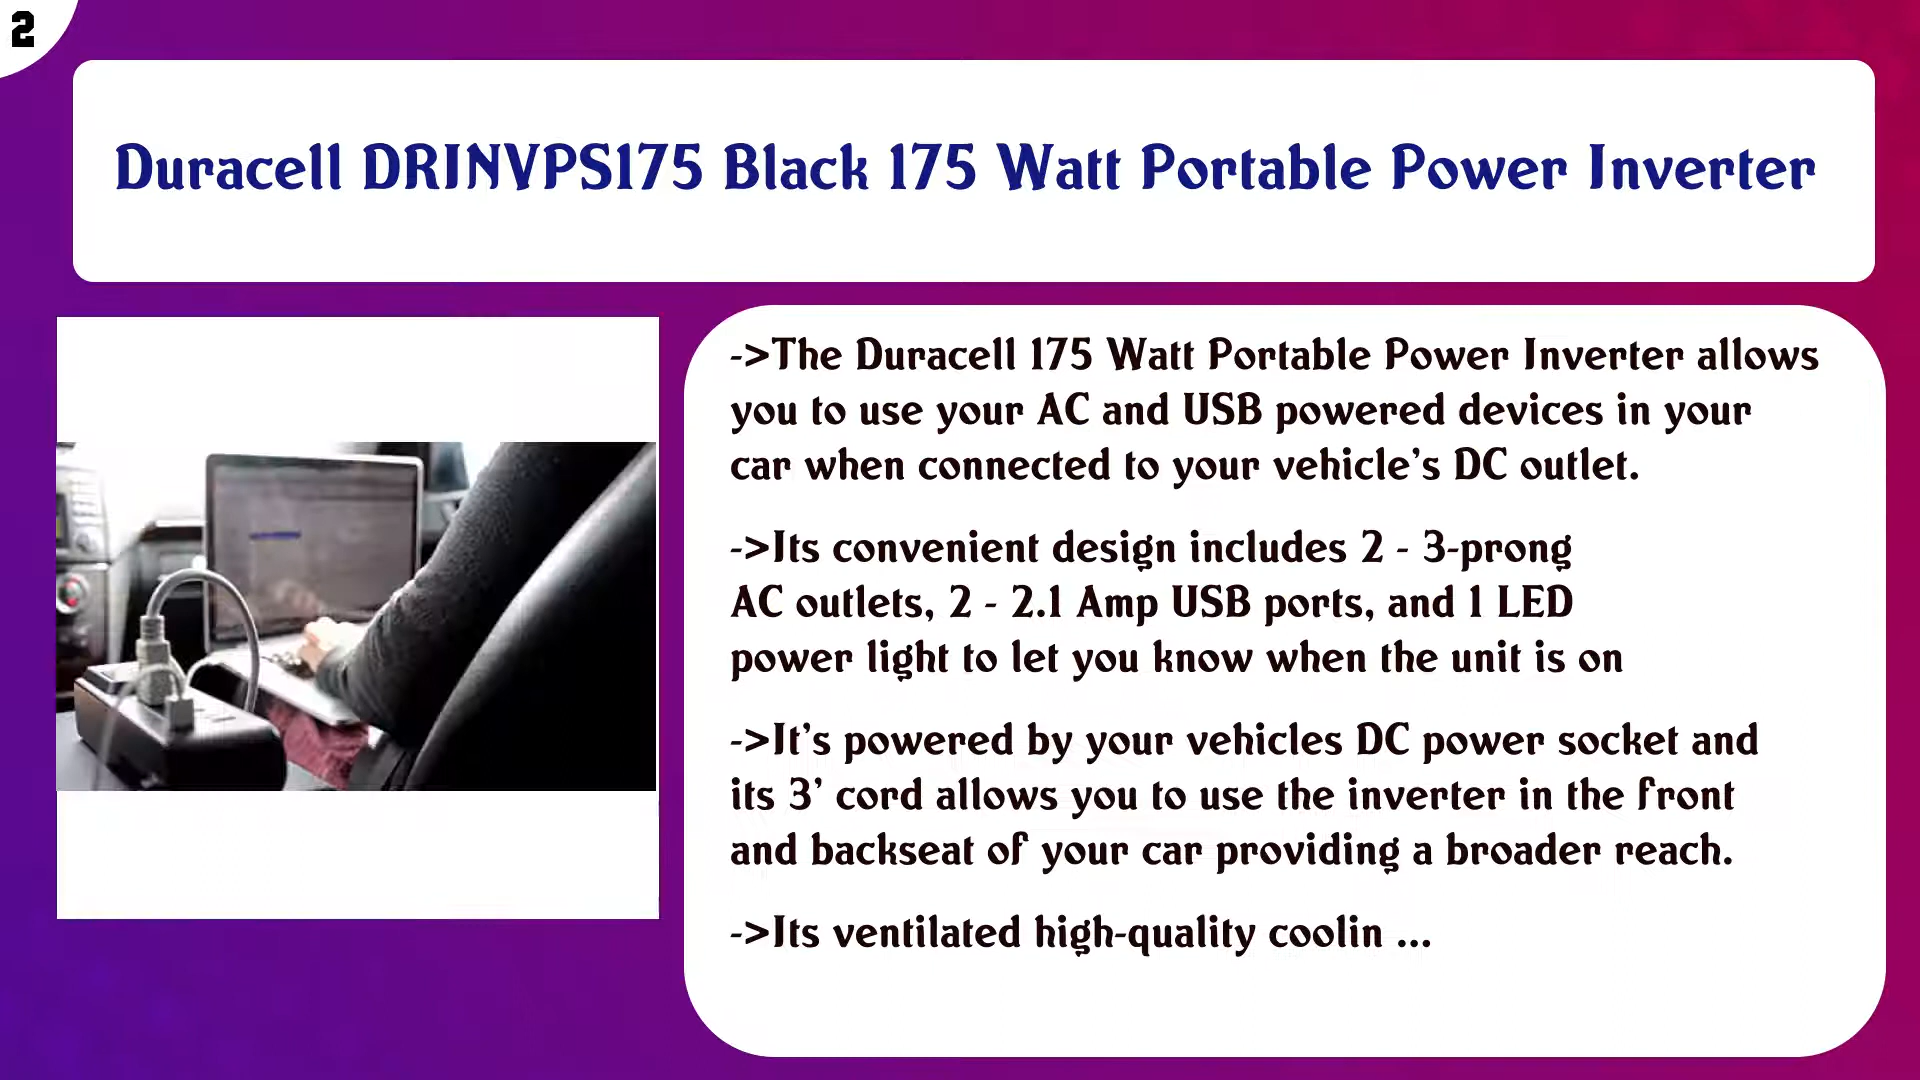 2
Duracell DRINVPS175 Black 175 Watt Portable Power Inverter
->The Duracell 175 Watt Portable Power Inverter allows
you to use your AC and USB powered devices in your
car when connected to your vehicle's DC outlet.
->Its convenient design includes 2 - 3-prong
AC outlets, 2 - 2.1 Amp USB ports, and 1 LED
power light to let you know when the unit is on
->It's powered by your vehicles DC power socket and
its 3' cord allows you to use the inverter in the front
and backseat of your car providing a broader reach.
->Its ventilated high-quality coolin ...